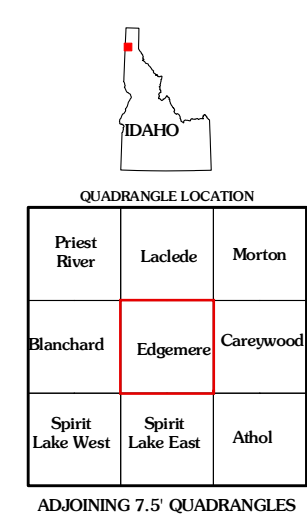 IDAHO
QUADRANGLE LOCATION
Priest
River
Laclede
Morton
Blanchard
Edgemere
Careywood
Spirit
Lake West
Spirit
Lake East
Athol
ADJOINING 7.5' QUADRANGLES